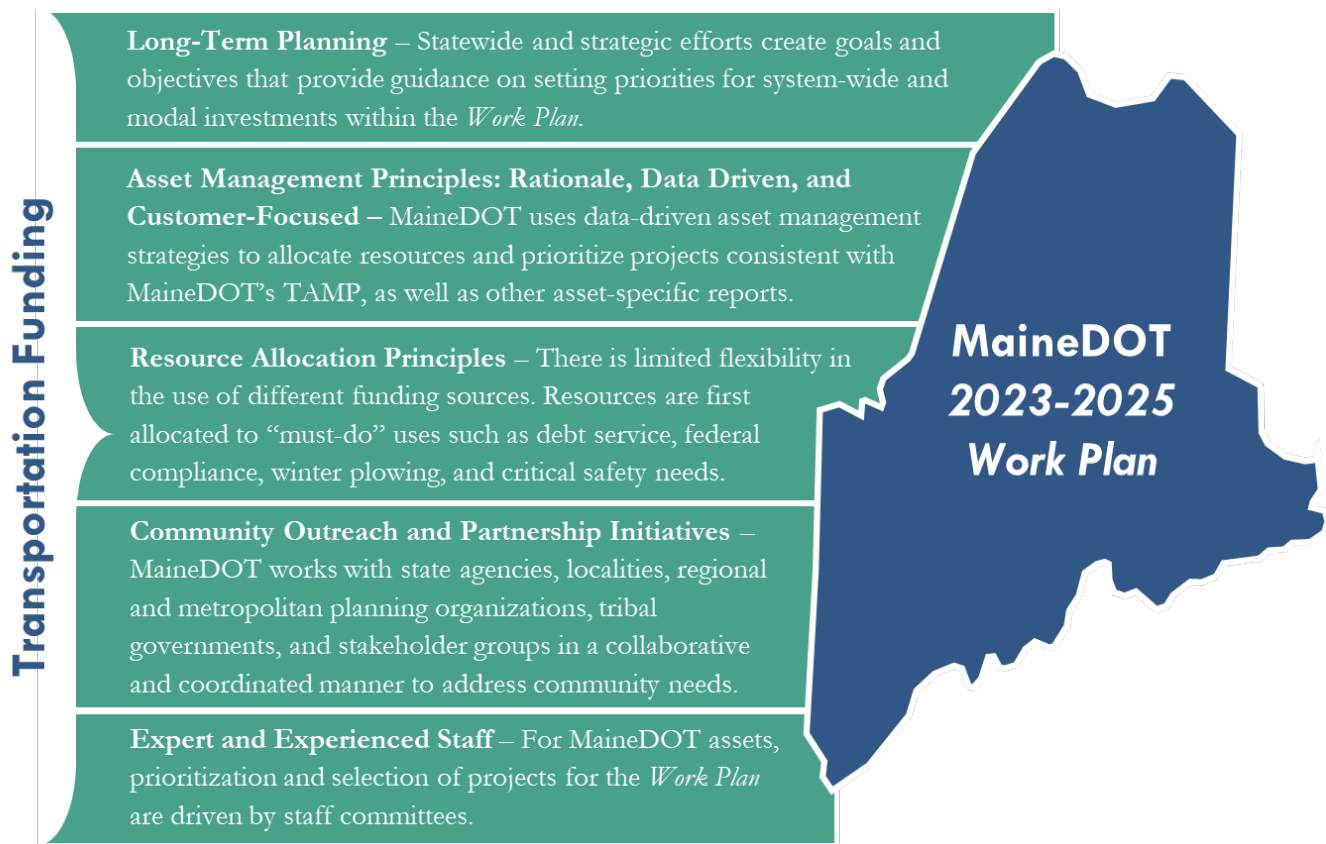 Transportation Funding
Long-Term Planning – Statewide and strategic efforts create goals and
objectives that provide guidance on setting priorities for system-wide and
modal investments within the Work Plan.
Asset Management Principles: Rationale, Data Driven, and
Customer-Focused – MaineDOT uses data-driven asset management
strategies to allocate resources and prioritize projects consistent with
MaineDOT’s TAMP, as well as other asset-specific reports.
Resource Allocation Principles – There is limited flexibility in
the use of different funding sources. Resources are first
allocated to “must-do” uses such as debt service, federal
compliance, winter plowing, and critical safety needs.
Community Outreach and Partnership Initiatives –
MaineDOT works with state agencies, localities, regional
and metropolitan planning organizations, tribal
governments, and stakeholder groups in a collaborative
and coordinated manner to address community needs.
Expert and Experienced Staff – For MaineDOT assets,
prioritization and selection of projects for the Work Plan
are driven by staff committees.
MaineDOT
2023-2025
Work Plan